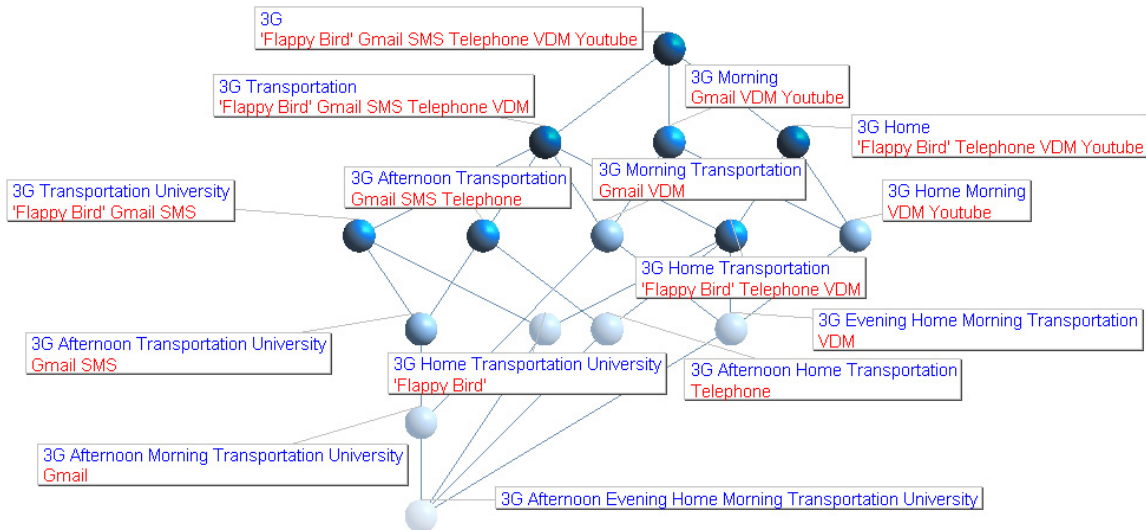 3G
'Flappy Bird' Gmail SMS Telephone VDM Youtube
3G Transportation
'Flappy Bird' Gmail SMS Telephone VDM
3G Morning
Gmail VDM Youtube
3G Home
'Flappy Bird' Telephone VDM Youtube
3G Transportation University
'Flappy Bird' Gmail SMS
3G Afternoon Transportation
Gmail SMS Telephone
3G Morning Transportation
Gmail VDM
3G Home Morning
VDM Youtube
3G Home Transportation
'Flappy Bird' Telephone VDM
3G Afternoon Transportation University
Gmail SMS
3G Home Transportation University
'Flappy Bird'
3G Afternoon Home Transportation
Telephone
3G Evening Home Morning Transportation
VDM
3G Afternoon Morning Transportation University
Gmail
3G Afternoon Evening Home Morning Transportation University